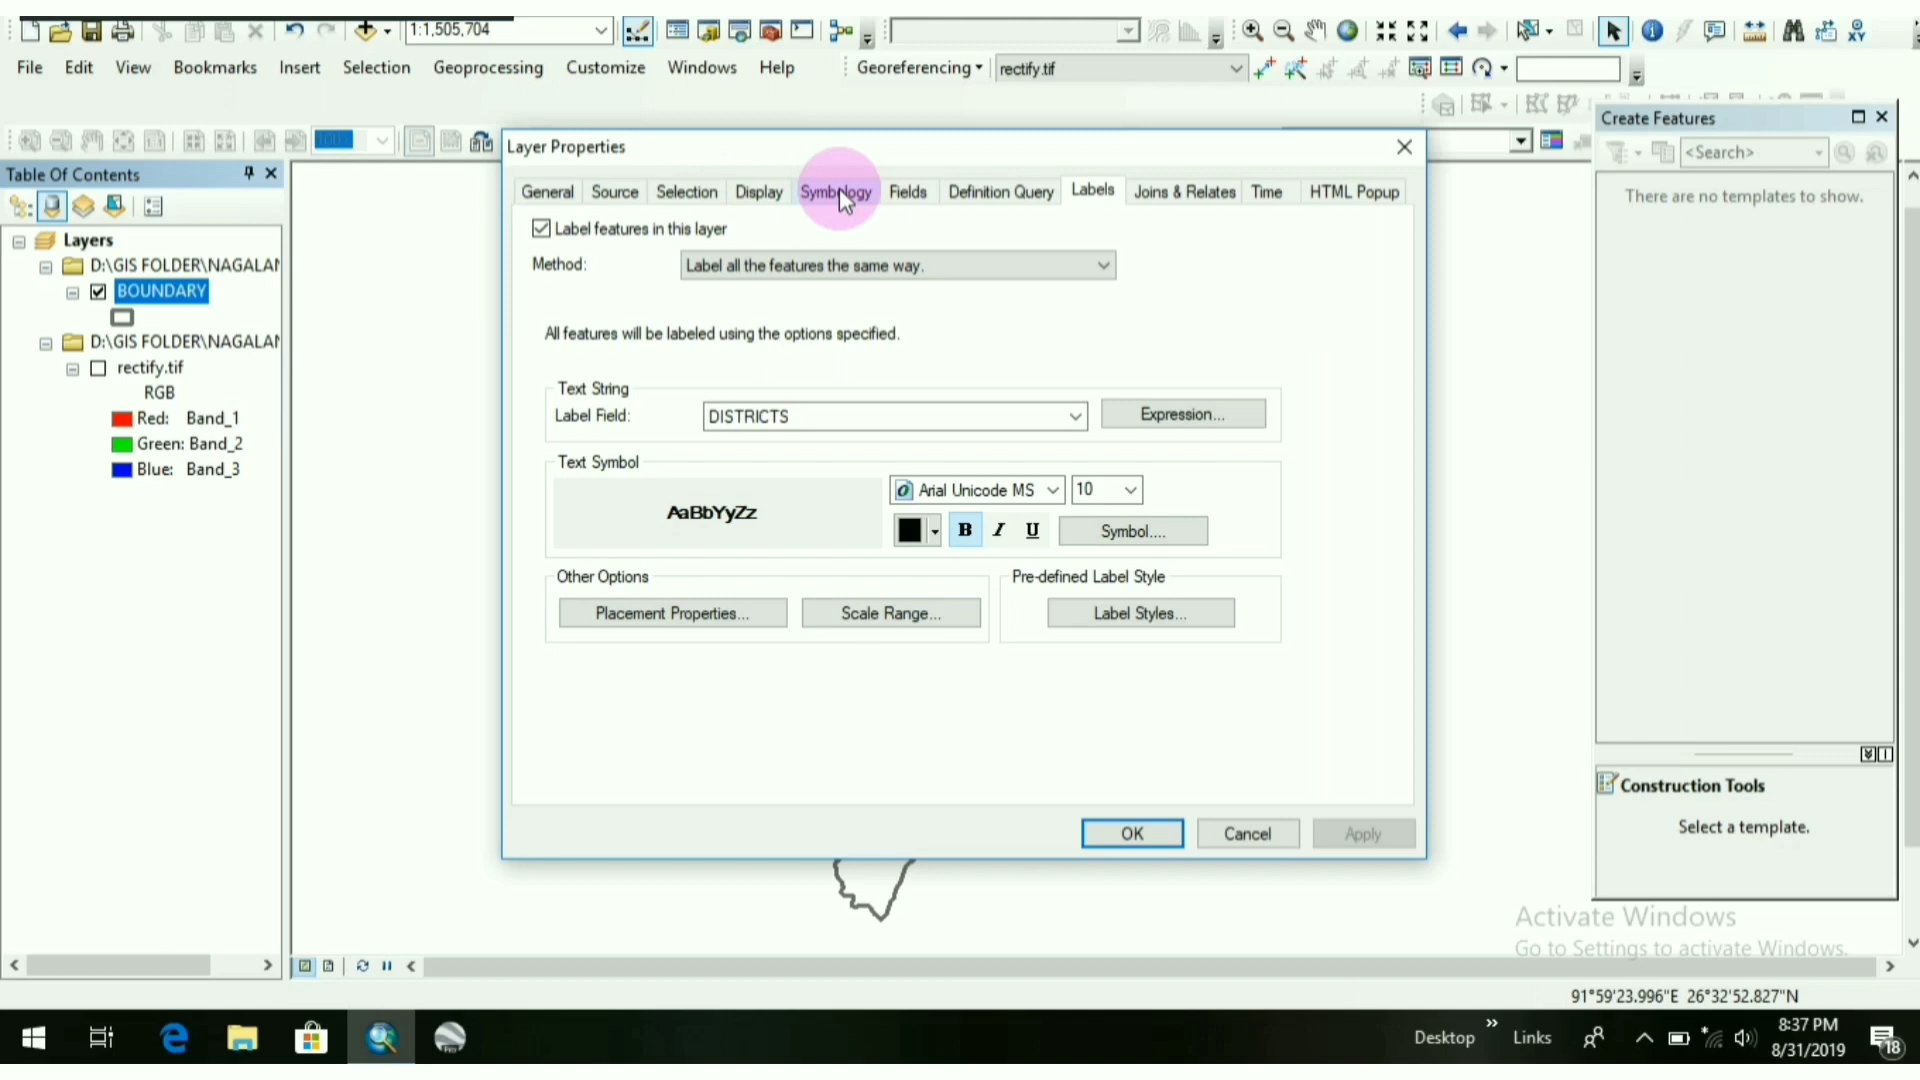 1:1,505,704
File Edit View Bookmarks Insert Selection Geoprocessing Customize Windows Help
Georeferencing
rectify.tif
Create Features
<Search>
There are no templates to show.
Table Of Contents
Layers
D:\GIS FOLDER\NAGALA
BOUNDARY
D:\GIS FOLDER\NAGALA
rectify.tif
RGB
Red: Band_1
Green: Band_2
Blue: Band_3
Layer Properties
General Source Selection Display Symbology Fields Definition Query Labels Joins & Relates Time HTML Popup
Label features in this layer
Method: Label all the features the same way.
All features will be labeled using the options specified.
Text String
Label Field: DISTRICTS Expression...
Text Symbol
AaBbYyZz
Arial Unicode MS 10
B I U Symbol....
Other Options
Placement Properties... Scale Range...
Pre-defined Label Style
Label Styles...
OK Cancel Apply
Construction Tools
Select a template.
Activate Windows
Go to Settings to activate Windows.
91°59'23.996"E 26°32'52.827"N
Desktop » Links
8:37 PM
8/31/2019
18